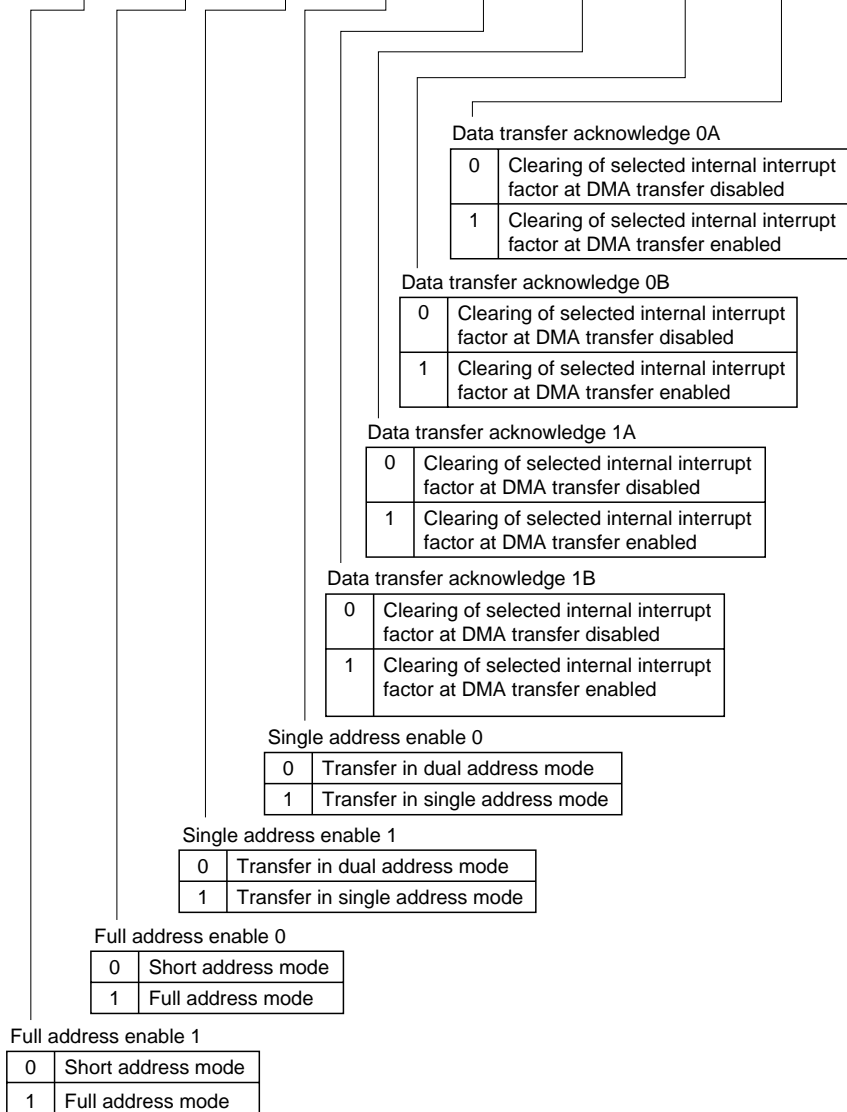 Data transfer acknowledge 0A
0 Clearing of selected internal interrupt
factor at DMA transfer disabled
1 Clearing of selected internal interrupt
factor at DMA transfer enabled
Data transfer acknowledge 0B
0 Clearing of selected internal interrupt
factor at DMA transfer disabled
1 Clearing of selected internal interrupt
factor at DMA transfer enabled
Data transfer acknowledge 1A
0 Clearing of selected internal interrupt
factor at DMA transfer disabled
1 Clearing of selected internal interrupt
factor at DMA transfer enabled
Data transfer acknowledge 1B
0 Clearing of selected internal interrupt
factor at DMA transfer disabled
1 Clearing of selected internal interrupt
factor at DMA transfer enabled
Single address enable 0
0 Transfer in dual address mode
1 Transfer in single address mode
Single address enable 1
0 Transfer in dual address mode
1 Transfer in single address mode
Full address enable 0
0 Short address mode
1 Full address mode
Full address enable 1
0 Short address mode
1 Full address mode